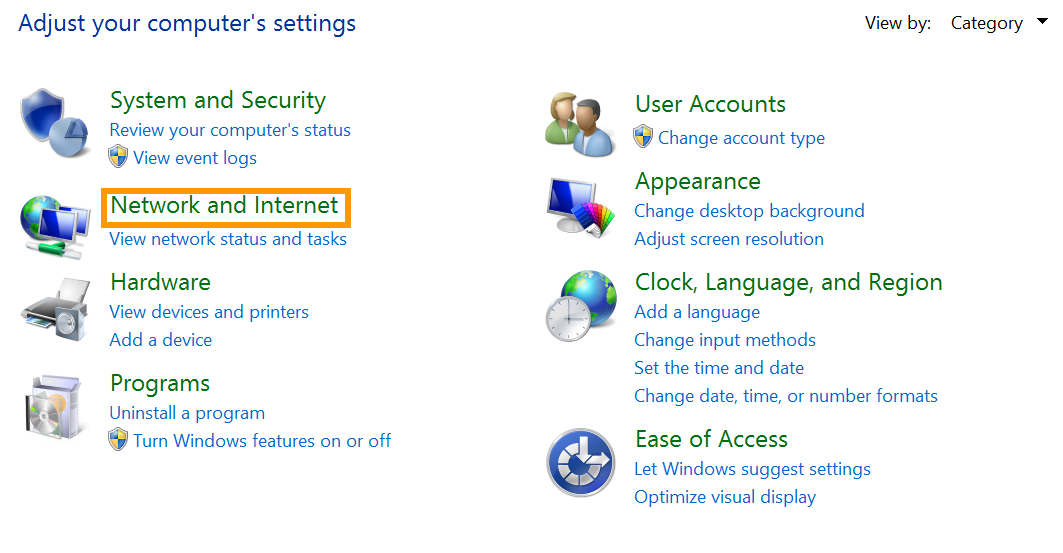 Adjust your computer's settings
View by: Category
System and Security
Review your computer's status
View event logs
Network and Internet
View network status and tasks
Hardware
View devices and printers
Add a device
Programs
Uninstall a program
Turn Windows features on or off
User Accounts
Change account type
Appearance
Change desktop background
Adjust screen resolution
Clock, Language, and Region
Add a language
Change input methods
Set the time and date
Change date, time, or number formats
Ease of Access
Let Windows suggest settings
Optimize visual display